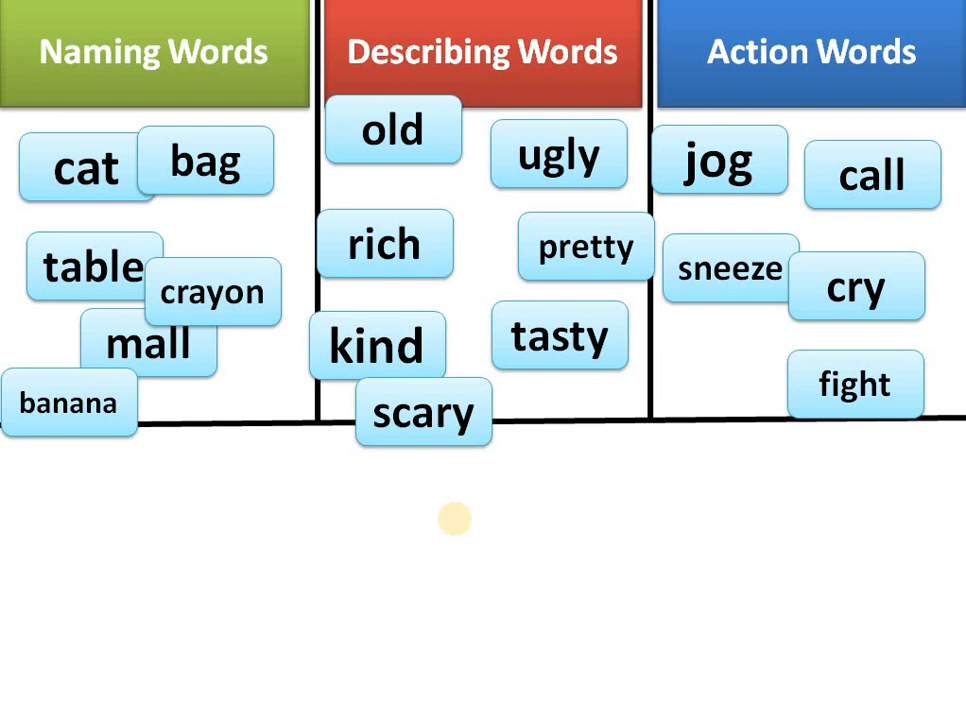 Naming Words
Describing Words
Action Words
cat
bag
table
crayon
mall
banana
old
ugly
rich
pretty
kind
tasty
scary
jog
call
sneeze
cry
fight